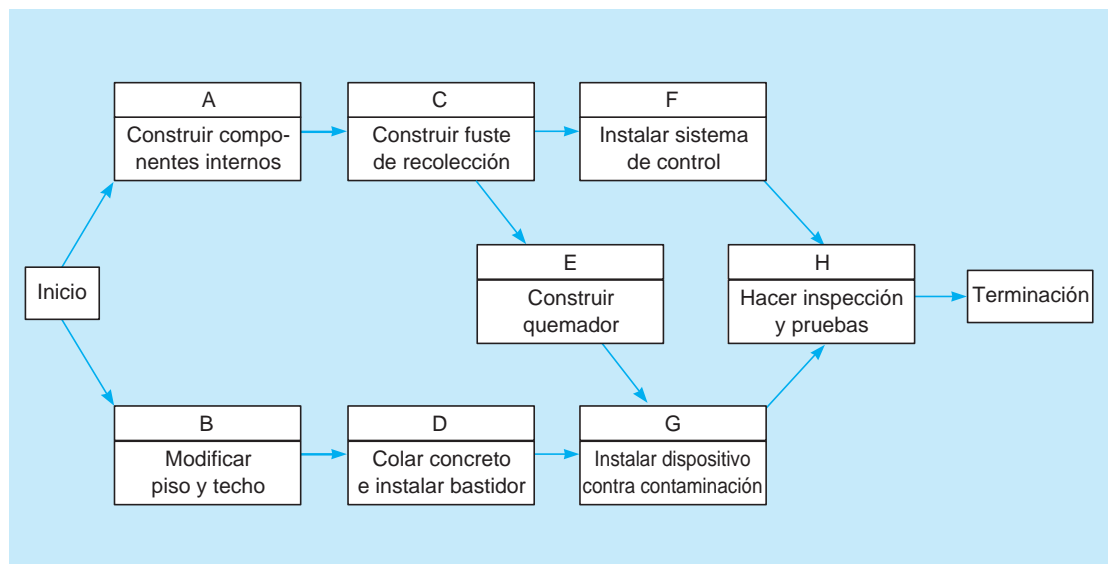 A
Construir compo-
nentes internos
C
Construir fuste
de recolección
F
Instalar sistema
de control
Inicio
E
Construir
quemador
H
Hacer inspección
y pruebas
Terminación
B
Modificar
piso y techo
D
Colar concreto
e instalar bastidor
G
Instalar dispositivo
contra contaminación